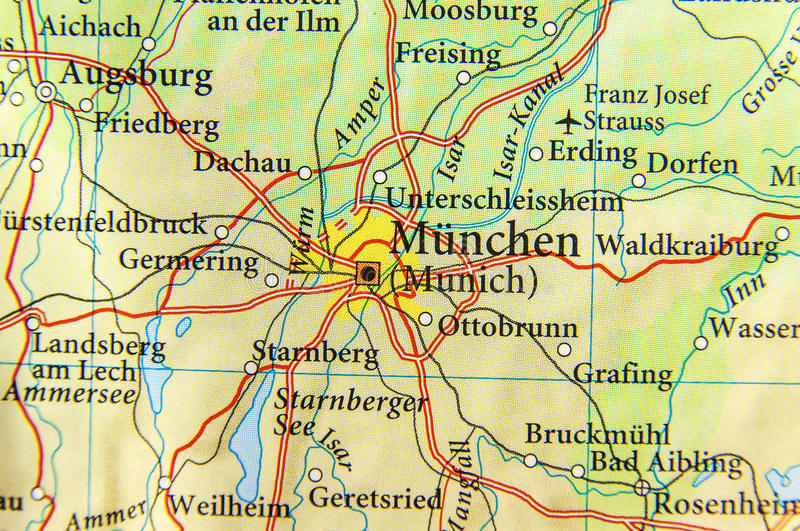 Moosburg
Aichach
an der Ilm
Freising
Augsburg
Amper
Isar-Kanal
Grosse
Franz Josef
Strauss
Friedberg
Isar
Erding
Dachau
Dorfen
Unterschleissheim
ürstenfeldbruck
Würm
München
Waldkraiburg
Germering
(Munich)
Inn
Ottobrunn
Wasser
Landsberg
am Lech
Starnberg
Grafing
Ammersee
Starnberger
See
Isar
Bruckmühl
Mangfall
Bad Aibling
Geretsried
Weilheim
Ammer
Rosenheim